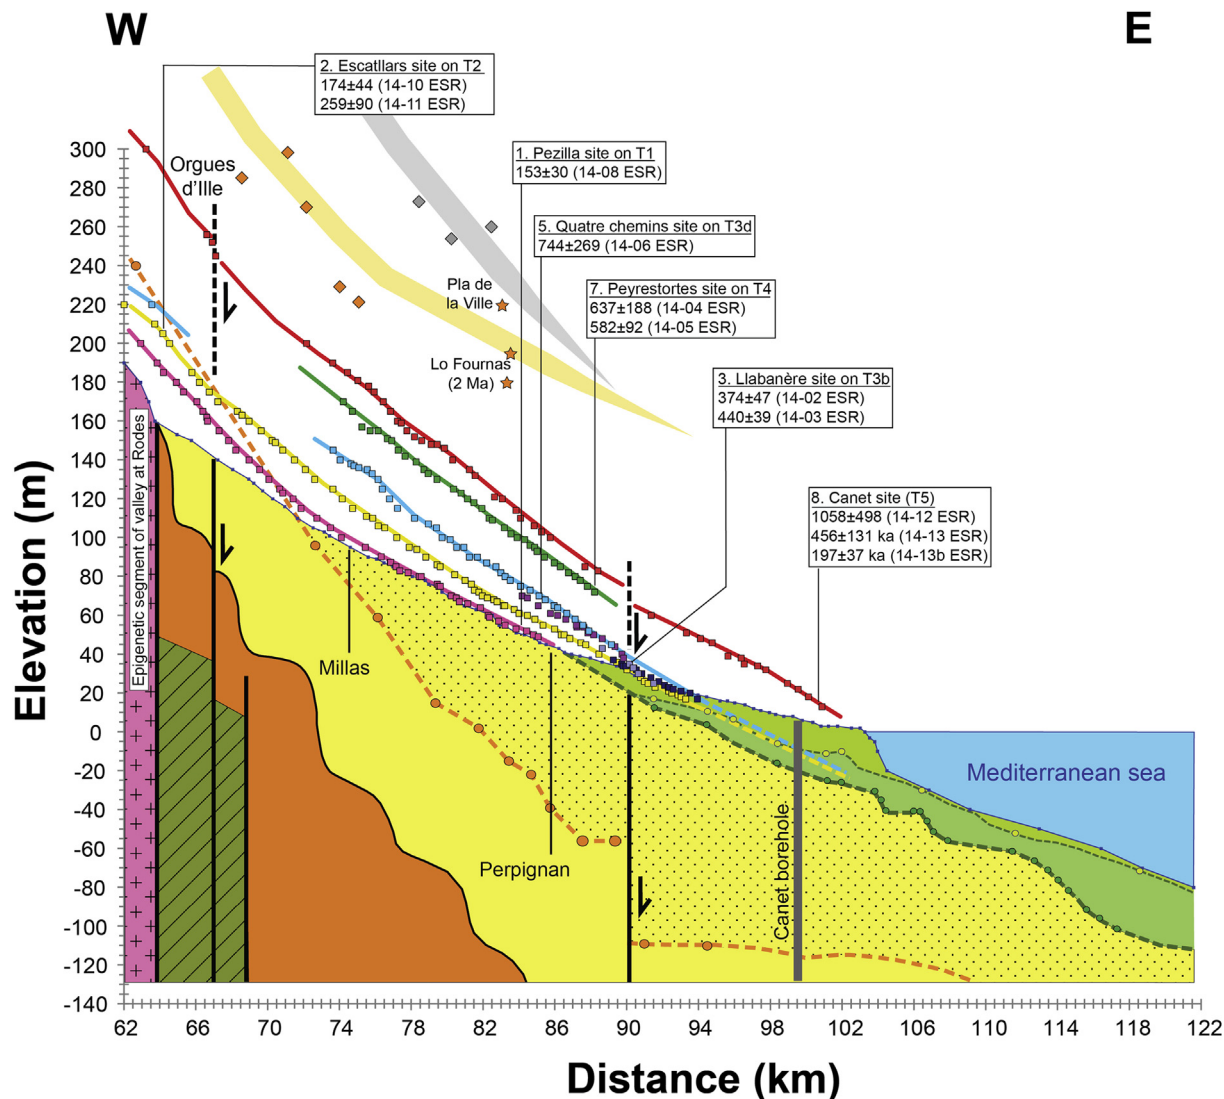 W
E
2. Escatllars site on T2
174±44 (14-10 ESR)
259±90 (14-11 ESR)
1. Pezilla site on T1
153±30 (14-08 ESR)
5. Quatre chemins site on T3d
744±269 (14-06 ESR)
7. Peyrestortes site on T4
637±188 (14-04 ESR)
582±92 (14-05 ESR)
3. Llabanère site on T3b
374±47 (14-02 ESR)
440±39 (14-03 ESR)
8. Canet site (T5)
1058±498 (14-12 ESR)
456±131 ka (14-13 ESR)
197±37 ka (14-13b ESR)
Orgues
d'Ille
Pla de
la Ville
Lo Fournas
(2 Ma)
Epigenetic segment of valley at Rodes
Millas
Perpignan
Canet borehole
Mediterranean sea
Elevation (m)
300
280
260
240
220
200
180
160
140
120
100
80
60
40
20
0
-20
-40
-60
-80
-100
-120
-140
62 66 70 74 78 82 86 90 94 98 102 106 110 114 118 122
Distance (km)